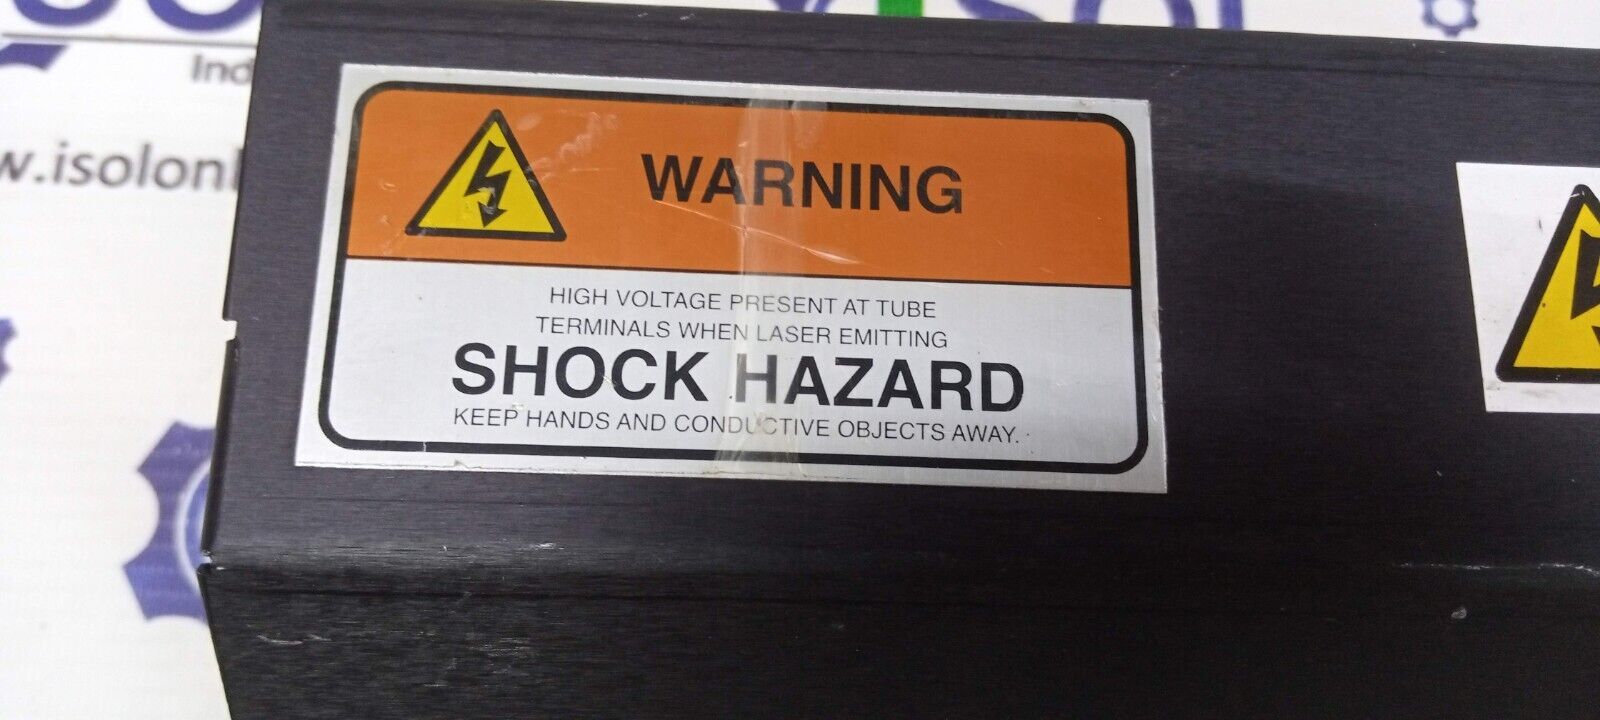 Ind
w.isolonl
WARNING
HIGH VOLTAGE PRESENT AT TUBE
TERMINALS WHEN LASER EMITTING
SHOCK HAZARD
KEEP HANDS AND CONDUCTIVE OBJECTS AWAY.